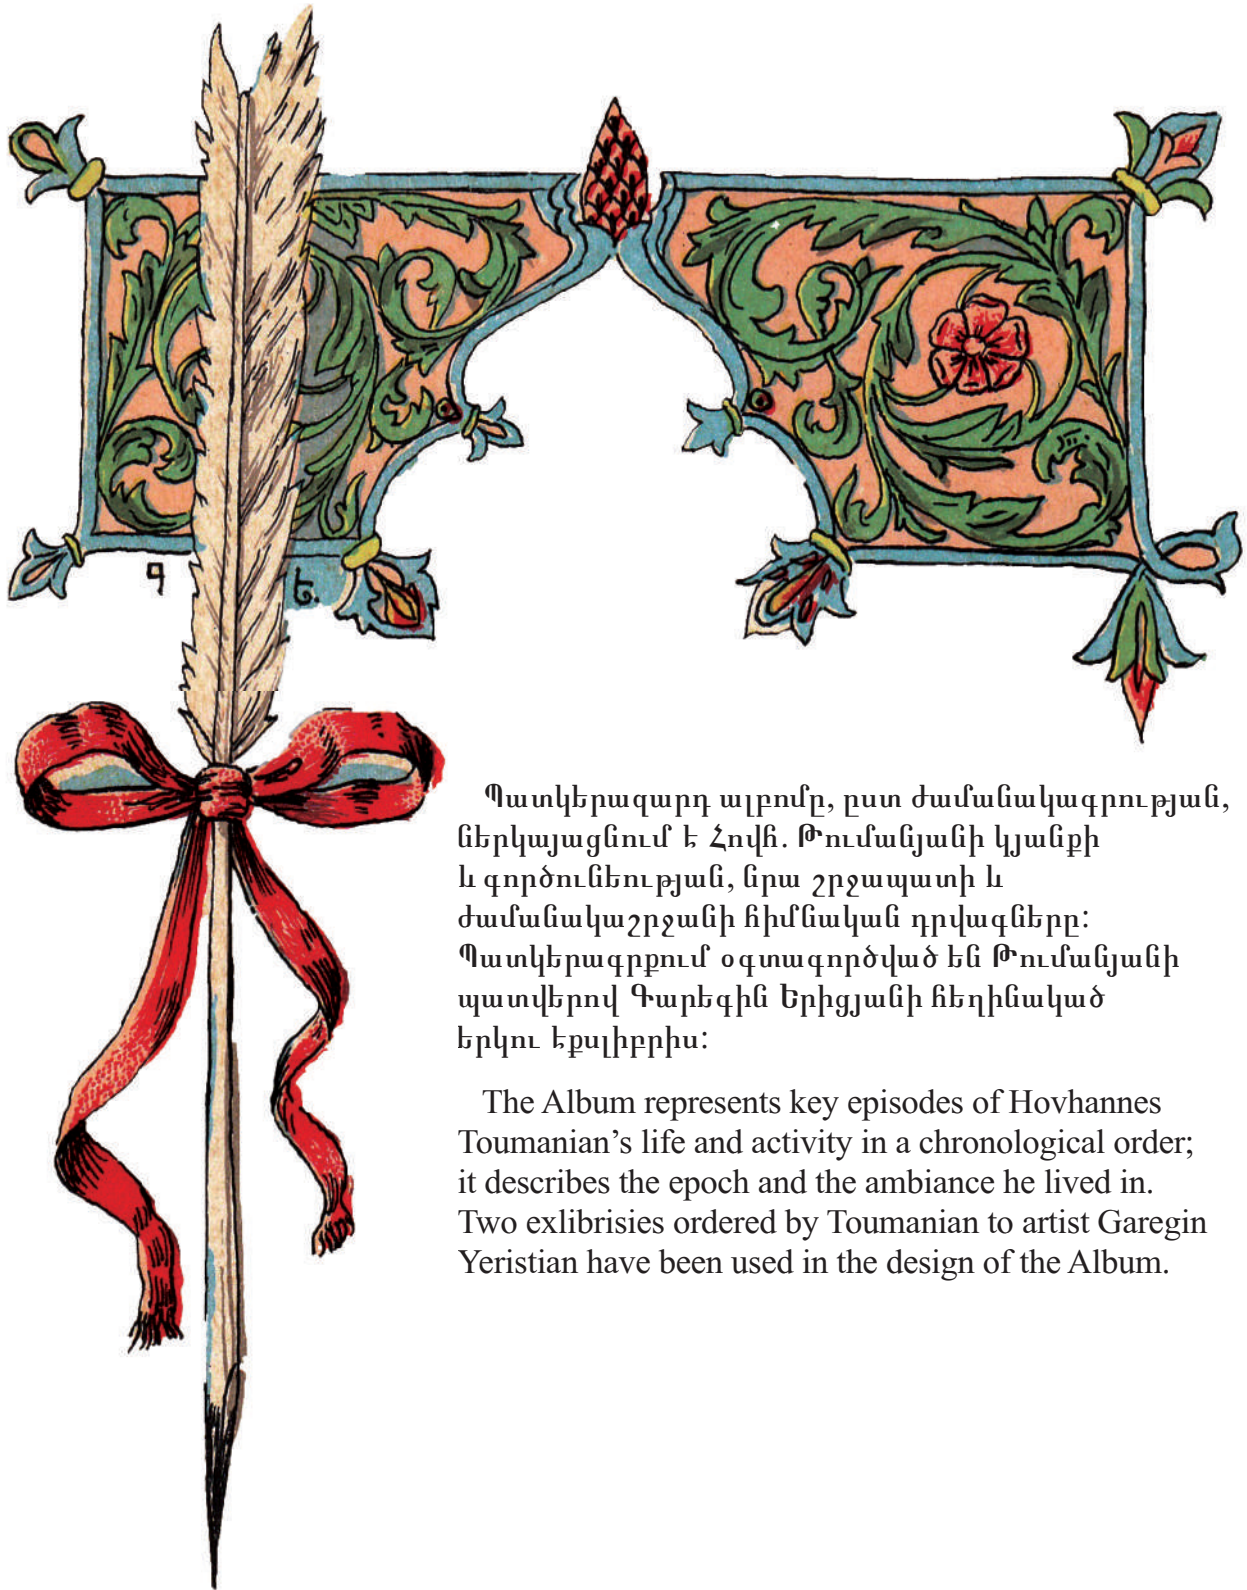 գ ե.
Պատկերազարդ ալբոմը, ըստ ժամանակագրության,
ներկայացնում է Հովհ. Թումանյանի կյանքի
և գործունեության, նրա շրջապատի և
ժամանակաշրջանի հիմնական դրվագները:
Պատկերագրքում օգտագործված են Թումանյանի
պատվերով Գարեգին Երիցյանի հեղինակած
երկու էքսլիբրիս:
The Album represents key episodes of Hovhannes
Toumanian’s life and activity in a chronological order;
it describes the epoch and the ambiance he lived in.
Two exlibrisies ordered by Toumanian to artist Garegin
Yeristian have been used in the design of the Album.